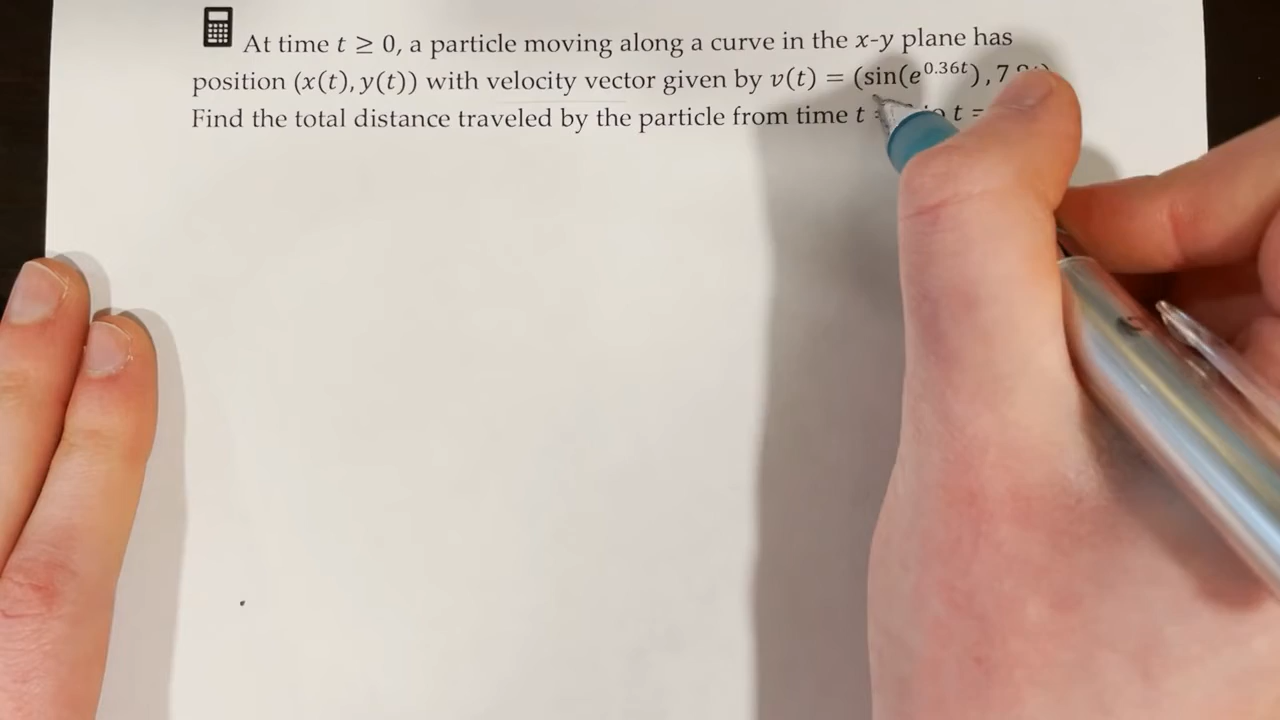 At time t ≥ 0, a particle moving along a curve in the x-y plane has
position (x(t), y(t)) with velocity vector given by v(t) = (sin(e^0.36t), 7
Find the total distance traveled by the particle from time t t =